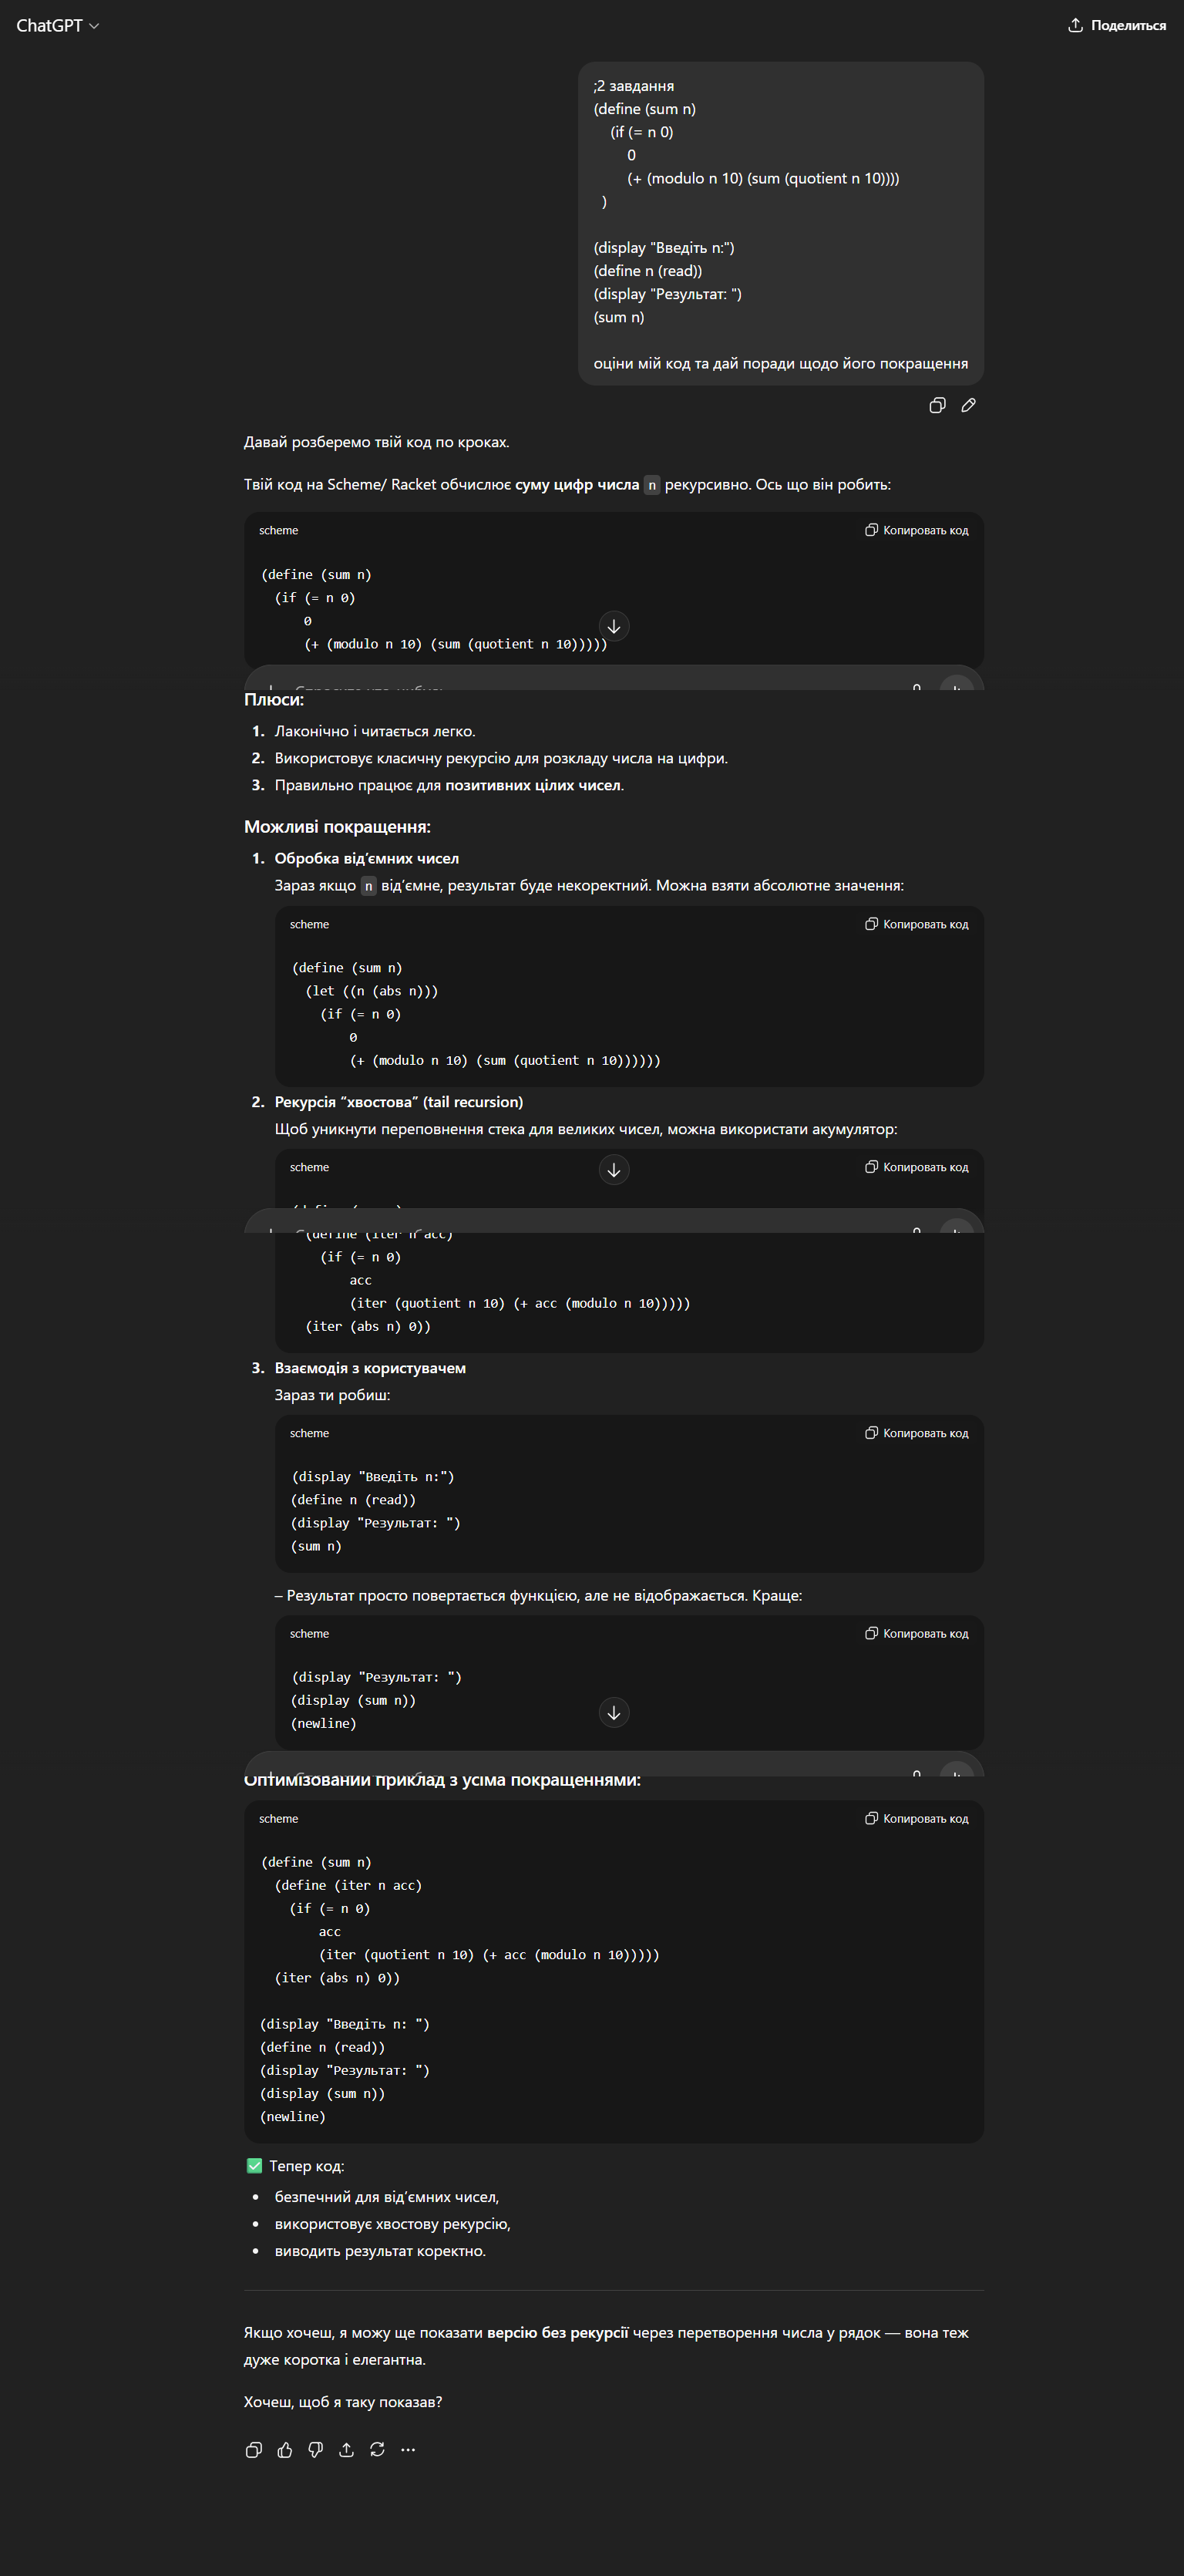 ChatGPT
Поделиться
;2 завдання
(define (sum n)
(if (= n 0)
0
(+ (modulo n 10) (sum (quotient n 10))))
)
(display "Введіть n:")
(define n (read))
(display "Результат: ")
(sum n)
оціни мій код та дай поради щодо його покращення
Давай розберемо твій код по кроках.
Твій код на Scheme/ Racket обчислює суму цифр числа n рекурсивно. Ось що він робить:
scheme
Копировать код
(define (sum n)
(if (= n 0)
0
(+ (modulo n 10) (sum (quotient n 10)))))
Плюси:
1. Лаконічно і читається легко.
2. Використовує класичну рекурсію для розкладу числа на цифри.
3. Правильно працює для позитивних цілих чисел.
Можливі покращення:
1. Обробка від’ємних чисел
Зараз якщо n від’ємне, результат буде некоректний. Можна взяти абсолютне значення:
scheme
Копировать код
(define (sum n)
(let ((n (abs n)))
(if (= n 0)
0
(+ (modulo n 10) (sum (quotient n 10))))))
2. Рекурсія “хвостова” (tail recursion)
Щоб уникнути переповнення стека для великих чисел, можна використати акумулятор:
scheme
Копировать код
(define (iter n acc)
(if (= n 0)
acc
(iter (quotient n 10) (+ acc (modulo n 10)))))
(iter (abs n) 0))
3. Взаємодія з користувачем
Зараз ти робиш:
scheme
Копировать код
(display "Введіть n:")
(define n (read))
(display "Результат: ")
(sum n)
– Результат просто повертається функцією, але не відображається. Краще:
scheme
Копировать код
(display "Результат: ")
(display (sum n))
(newline)
Оптимізований приклад з усіма покращеннями:
scheme
Копировать код
(define (sum n)
(define (iter n acc)
(if (= n 0)
acc
(iter (quotient n 10) (+ acc (modulo n 10)))))
(iter (abs n) 0))
(display "Введіть n: ")
(define n (read))
(display "Результат: ")
(display (sum n))
(newline)
✅ Тепер код:
• безпечний для від’ємних чисел,
• використовує хвостову рекурсію,
• виводить результат коректно.
Якщо хочеш, я можу ще показати версію без рекурсії через перетворення числа у рядок — вона теж
дуже коротка і елегантна.
Хочеш, щоб я таку показав?